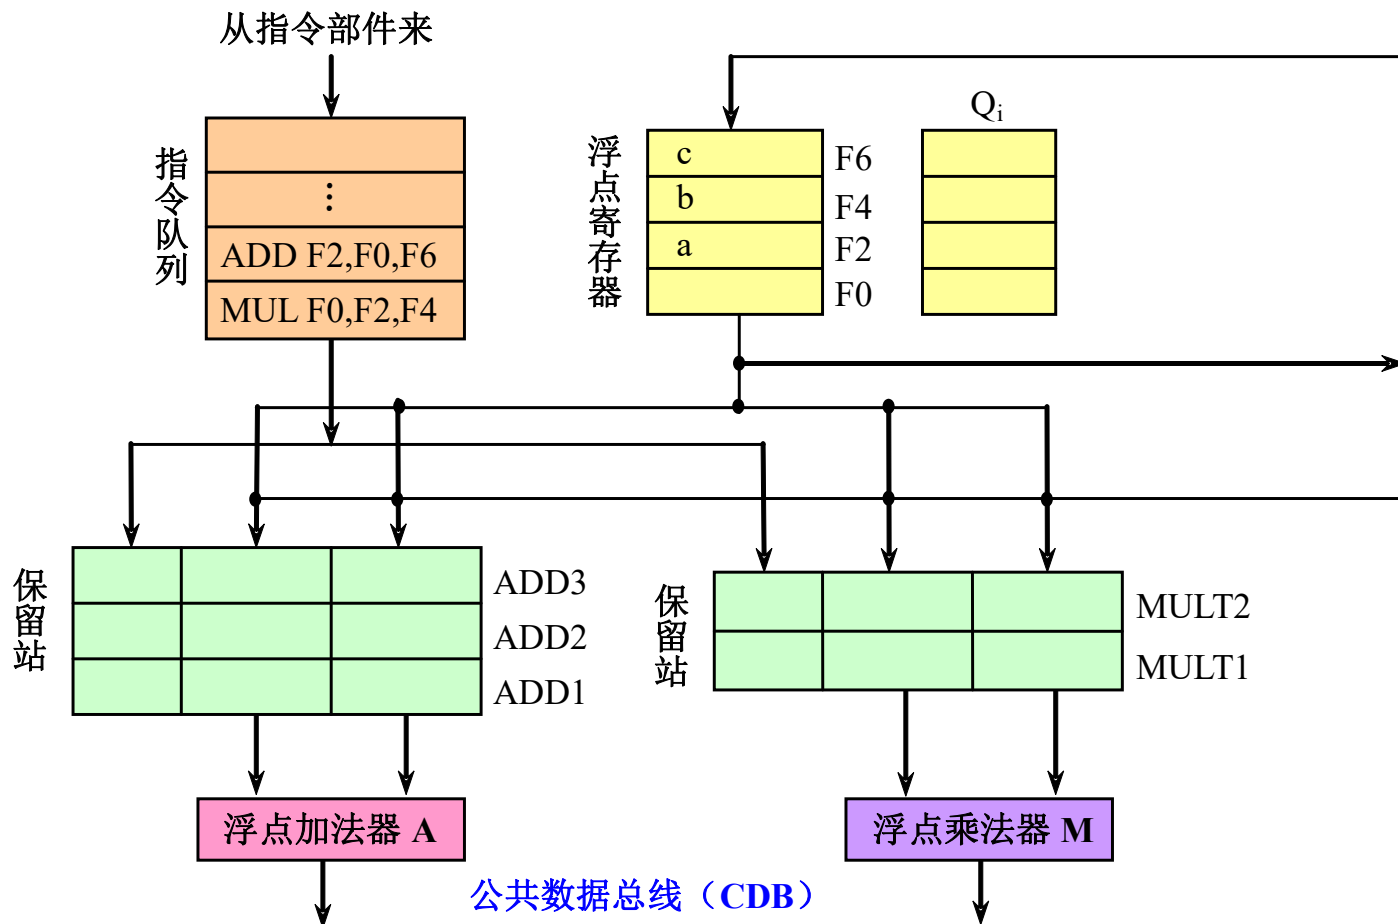 从指令部件来
指令队列
⋮
ADD F2,F0,F6
MUL F0,F2,F4
浮点寄存器
Qi
c
F6
b
F4
a
F2
F0
保留站
ADD3
ADD2
ADD1
保留站
MULT2
MULT1
浮点加法器 A
浮点乘法器 M
公共数据总线（CDB）